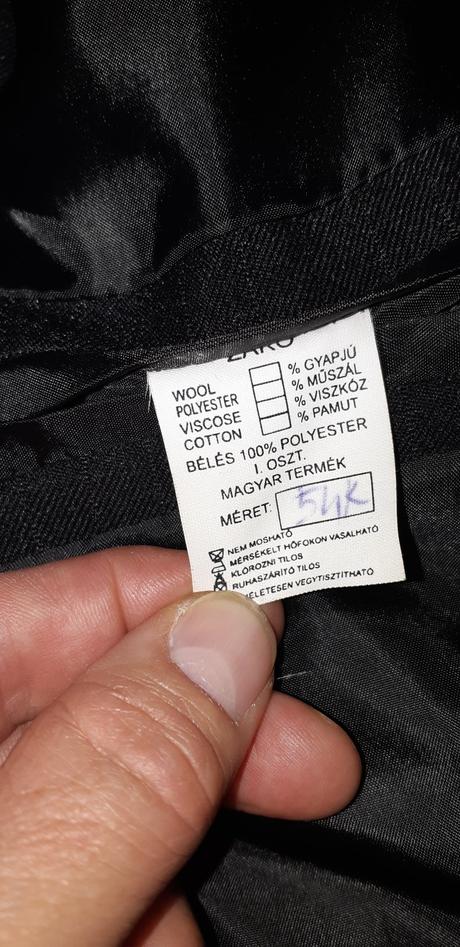 ZAKÓ
WOOL % GYAPJÚ
POLYESTER % MŰSZÁL
VISCOSE % VISZKÓZ
COTTON % PAMUT
BÉLÉS 100% POLYESTER
I. OSZT.
MAGYAR TERMÉK
MÉRET: 54K
NEM MOSHATÓ
MÉRSÉKELT HŐFOKON VASALHATÓ
KLÓROZNI TILOS
RUHASZÁRÍTÓ TILOS
MÉLETESEN VEGYTISZTÍTHATÓ